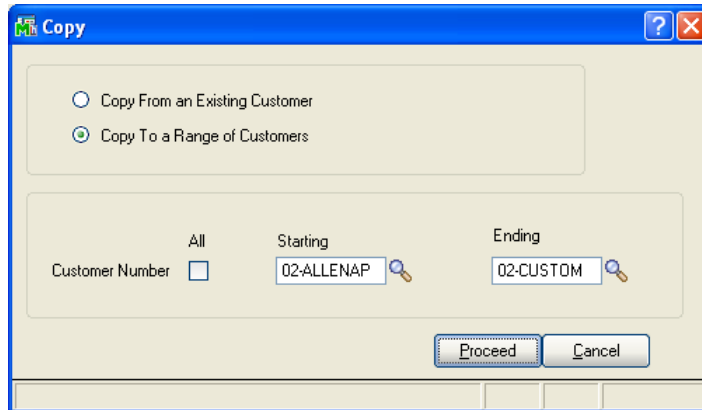 Copy
Copy From an Existing Customer
Copy To a Range of Customers
All Starting Ending
Customer Number 02-ALLENAP 02-CUSTOM
Proceed Cancel